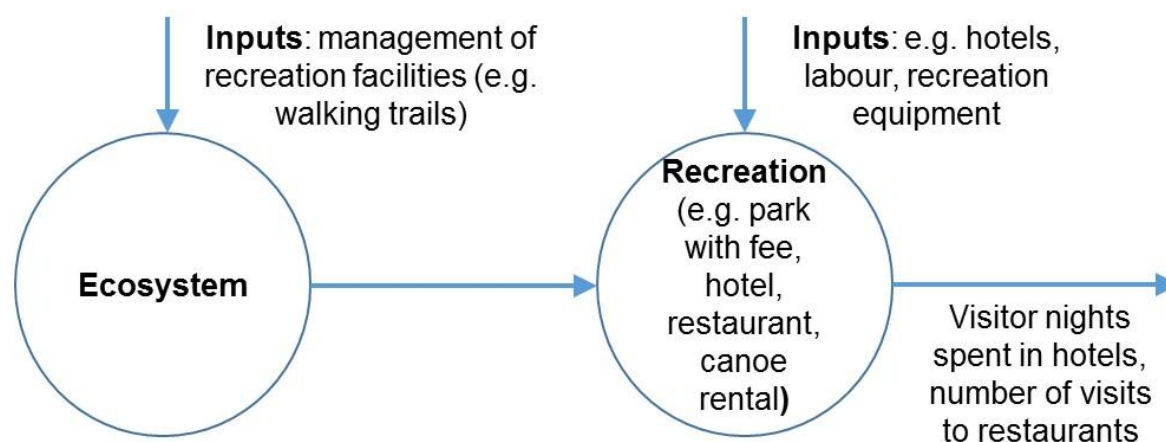 Inputs: management of
recreation facilities (e.g.
walking trails)
Inputs: e.g. hotels,
labour, recreation
equipment
Ecosystem
Recreation
(e.g. park
with fee,
hotel,
restaurant,
canoe
rental)
Visitor nights
spent in hotels,
number of visits
to restaurants